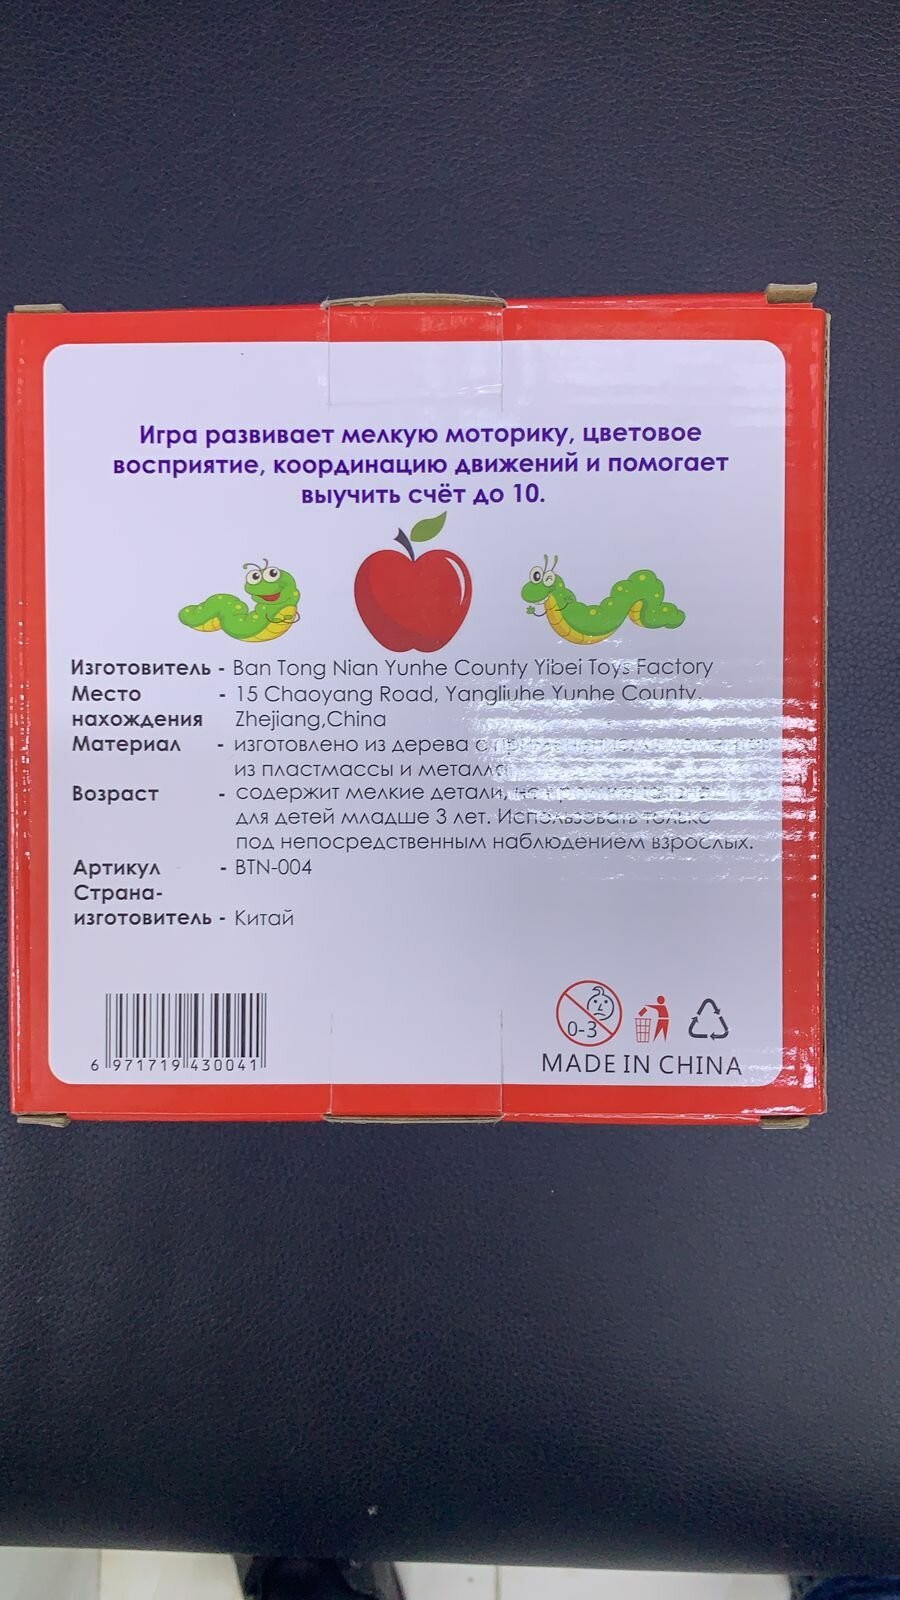 Игра развивает мелкую моторику, цветовое
восприятие, координацию движений и помогает
выучить счёт до 10.
Изготовитель - Ban Tong Nian Yunhe County Yibei Toys Factory
Место - 15 Chaoyang Road, Yangliuhe Yunhe County,
нахождения Zhejiang,China
Материал - изготовлено из дерева с
из пластмассы и металла
Возраст - содержит мелкие детали, не
для детей младше 3 лет. Использовать только
под непосредственным наблюдением взрослых.
Артикул - BTN-004
Страна-
изготовитель - Китай
0-3
6 971719 430041
MADE IN CHINA